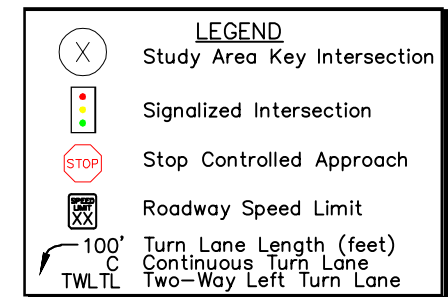 LEGEND
X Study Area Key Intersection
Signalized Intersection
STOP Stop Controlled Approach
SPEED
LIMIT
XX Roadway Speed Limit
100' Turn Lane Length (feet)
C Continuous Turn Lane
TWLTL Two-Way Left Turn Lane